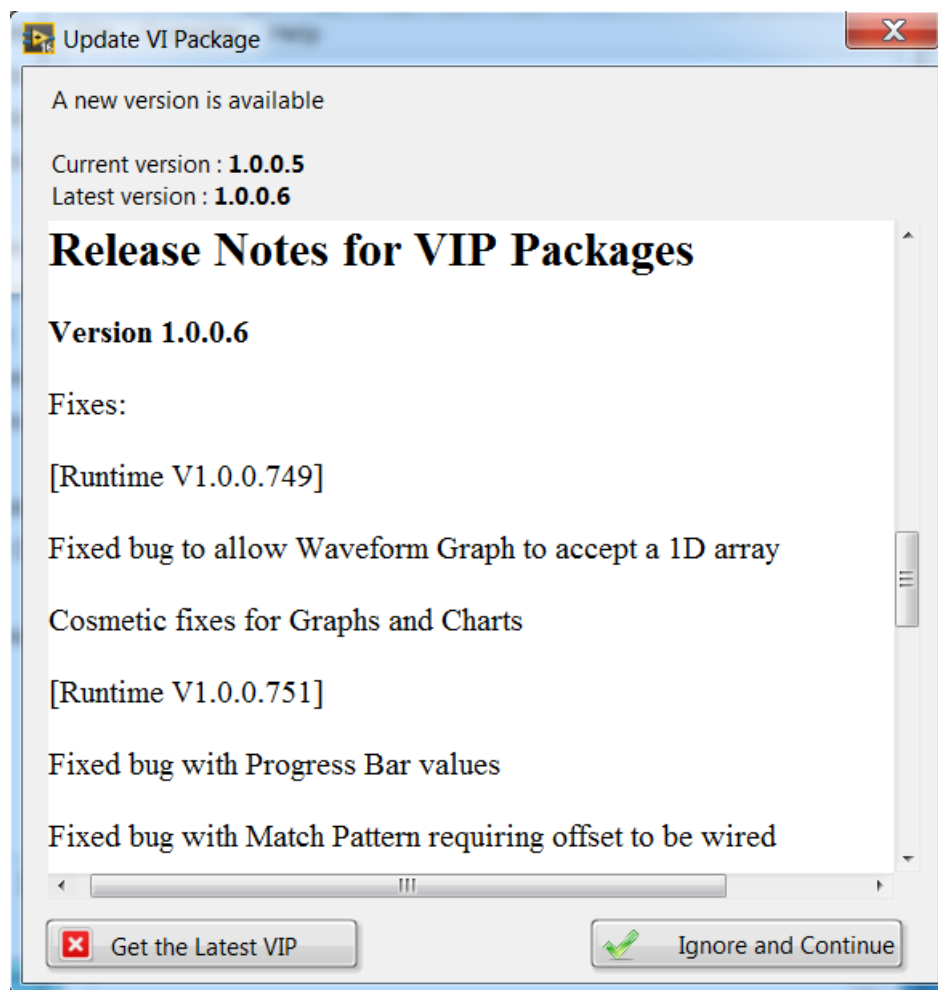 Update VI Package
A new version is available
Current version : 1.0.0.5
Latest version : 1.0.0.6
Release Notes for VIP Packages
Version 1.0.0.6
Fixes:
[Runtime V1.0.0.749]
Fixed bug to allow Waveform Graph to accept a 1D array
Cosmetic fixes for Graphs and Charts
[Runtime V1.0.0.751]
Fixed bug with Progress Bar values
Fixed bug with Match Pattern requiring offset to be wired
Get the Latest VIP
Ignore and Continue